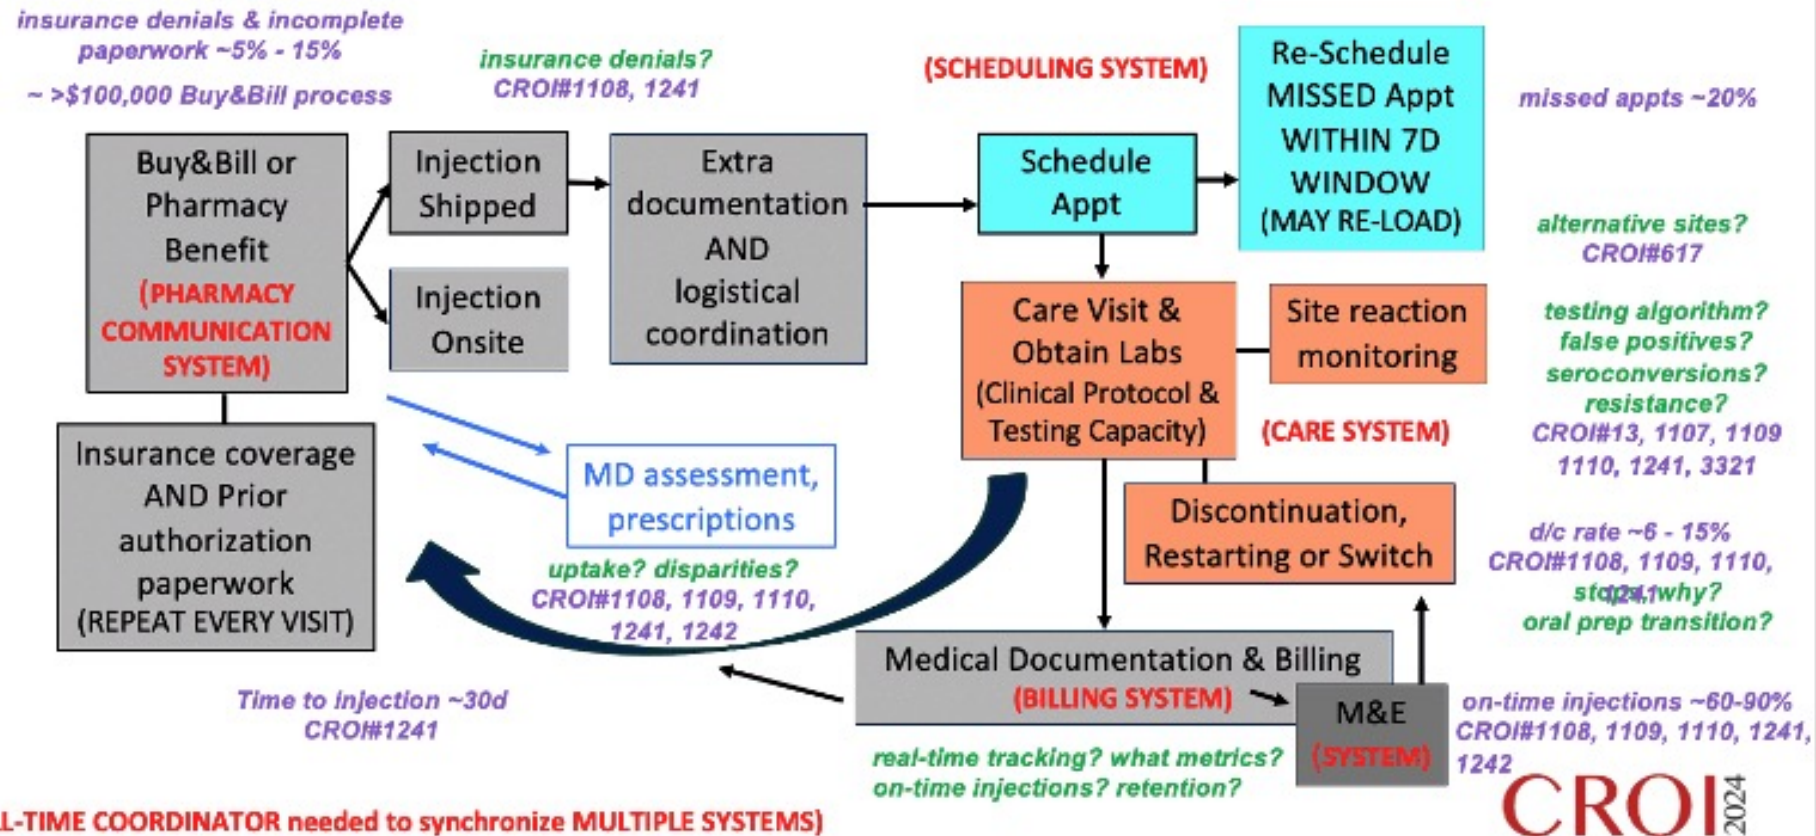 insurance denials & incomplete
paperwork ~5% - 15%
~ >$100,000 Buy&Bill process
insurance denials?
CROI#1108, 1241
(SCHEDULING SYSTEM)
Re-Schedule
MISSED Appt
WITHIN 7D
WINDOW
(MAY RE-LOAD)
missed appts ~20%
Buy&Bill or
Pharmacy
Benefit
(PHARMACY
COMMUNICATION
SYSTEM)
Injection
Shipped
Injection
Onsite
Extra
documentation
AND
logistical
coordination
Schedule
Appt
alternative sites?
CROI#617
Care Visit &
Obtain Labs
(Clinical Protocol &
Testing Capacity)
Site reaction
monitoring
(CARE SYSTEM)
testing algorithm?
false positives?
seroconversions?
resistance?
CROI#13, 1107, 1109
1110, 1241, 3321
Insurance coverage
AND Prior
authorization
paperwork
(REPEAT EVERY VISIT)
MD assessment,
prescriptions
uptake? disparities?
CROI#1108, 1109, 1110,
1241, 1242
Discontinuation,
Restarting or Switch
d/c rate ~6 - 15%
CROI#1108, 1109, 1110,
1241
stops, why?
oral prep transition?
Medical Documentation & Billing
(BILLING SYSTEM)
M&E
(SYSTEM)
Time to injection ~30d
CROI#1241
on-time injections ~60-90%
CROI#1108, 1109, 1110, 1241,
1242
real-time tracking? what metrics?
on-time injections? retention?
L-TIME COORDINATOR needed to synchronize MULTIPLE SYSTEMS)
CROI 2024